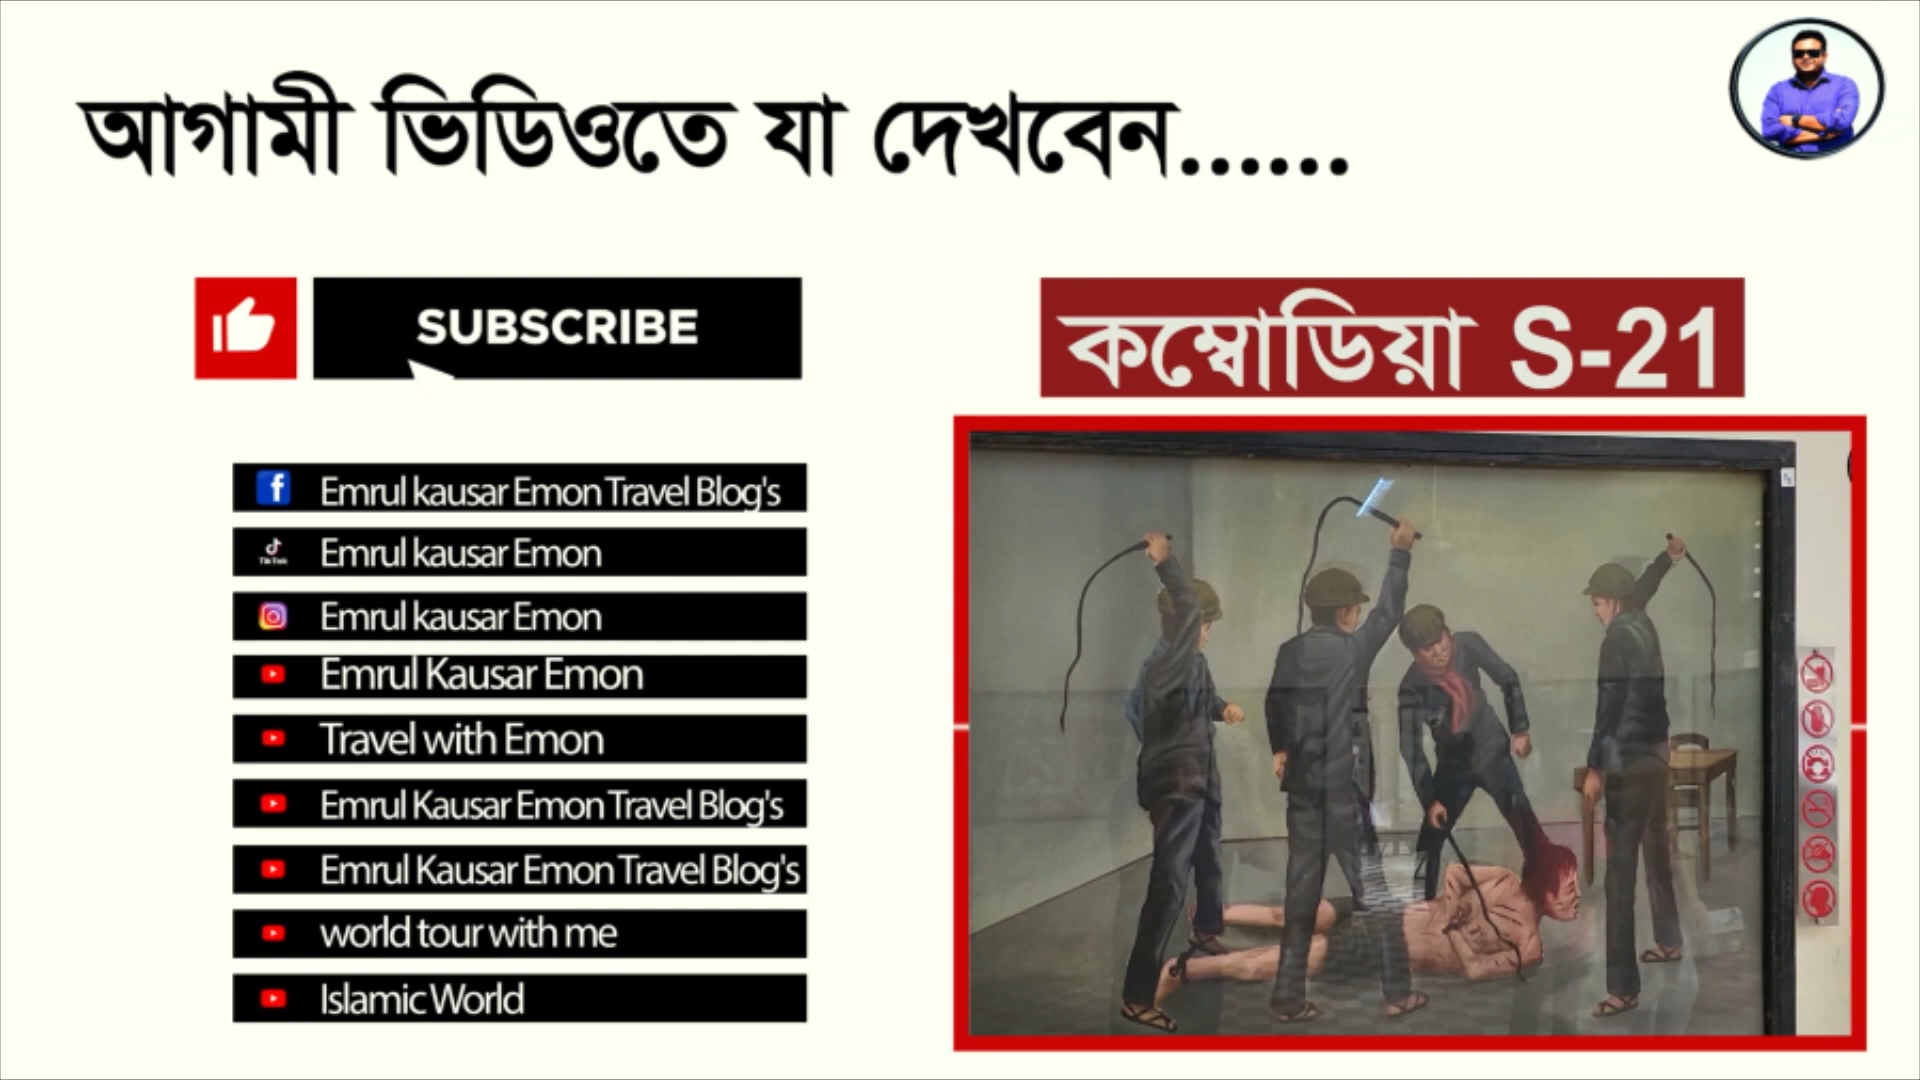 আগামী ভিডিওতে যা দেখবেন......
SUBSCRIBE
কম্বোডিয়া S-21
Emrul kausar Emon Travel Blog's
TikTok
Emrul kausar Emon
Emrul kausar Emon
Emrul Kausar Emon
Travel with Emon
Emrul Kausar Emon Travel Blog's
Emrul Kausar Emon Travel Blog's
world tour with me
Islamic World